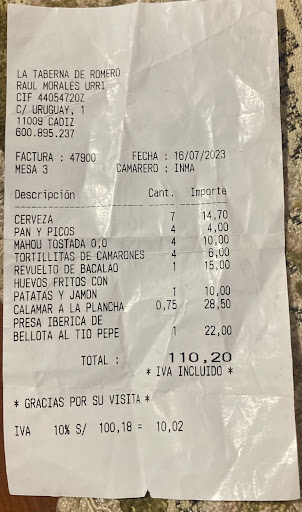 LA TABERNA DE ROMERO
RAUL MORALES URRI
CIF 44054720Z
C/ URUGUAY, 1
11009 CADIZ
600.895.237
FACTURA : 47900 FECHA : 16/07/2023
MESA 3 CAMARERO : INMA
Descripción Cant. Importe
CERVEZA 7 14,70
PAN Y PICOS 4 4,00
MAHOU TOSTADA 0,0 4 10,00
TORTILLITAS DE CAMARONES 4 6,00
REVUELTO DE BACALAO 1 15,00
HUEVOS FRITOS CON
PATATAS Y JAMON 1 10,00
CALAMAR A LA PLANCHA 0,75 28,50
PRESA IBERICA DE
BELLOTA AL TIO PEPE 1 22,00
TOTAL : 110,20
* IVA INCLUIDO *
* GRACIAS POR SU VISITA *
IVA 10% S/ 100,18 = 10,02